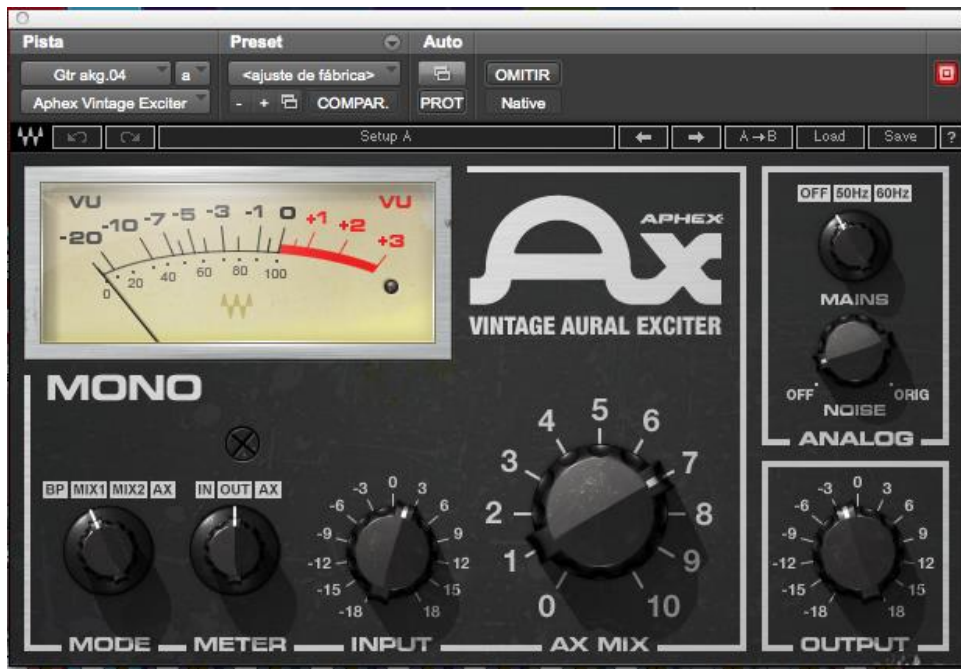 Pista Preset Auto
Gtr akg.04 a <ajuste de fábrica> OMITIR
Aphex Vintage Exciter - + COMPAR. PROT Native
Setup A A→B Load Save ?
VU VU
-20 -10 -7 -5 -3 -1 0 +1 +2 +3
0 20 40 60 80 100
APHEX
Ax
VINTAGE AURAL EXCITER
OFF 50Hz 60Hz
MAINS
OFF ORIG
NOISE
ANALOG
MONO
BP MIX1 MIX2 AX
MODE
IN OUT AX
METER
-18 -15 -12 -9 -6 -3 0 3 6 9 12 15 18
INPUT
0 1 2 3 4 5 6 7 8 9 10
AX MIX
-18 -15 -12 -9 -6 -3 0 3 6 9 12 15 18
OUTPUT